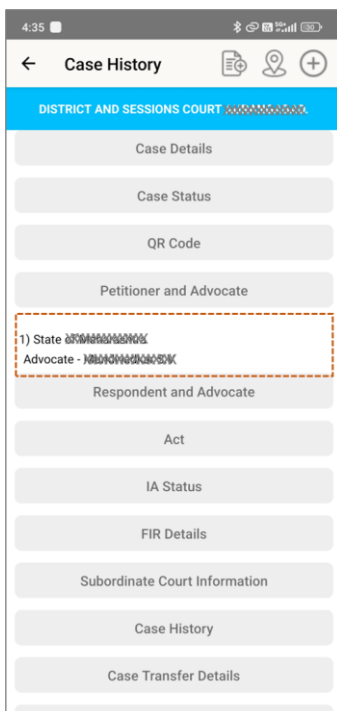 4:35
Case History
DISTRICT AND SESSIONS COURT
Case Details
Case Status
QR Code
Petitioner and Advocate
1) State
Advocate -
Respondent and Advocate
Act
IA Status
FIR Details
Subordinate Court Information
Case History
Case Transfer Details